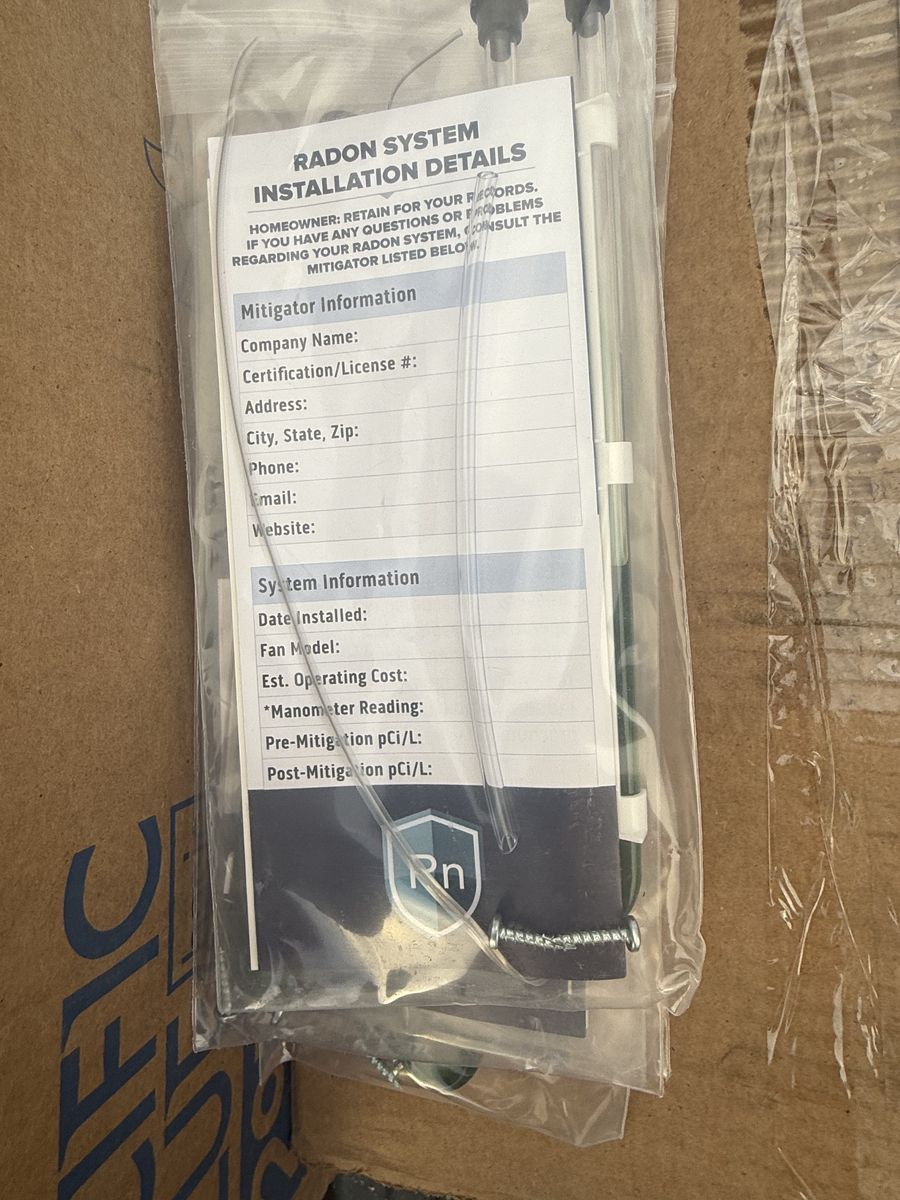 RADON SYSTEM
INSTALLATION DETAILS
HOMEOWNER: RETAIN FOR YOUR RECORDS.
IF YOU HAVE ANY QUESTIONS OR PROBLEMS
REGARDING YOUR RADON SYSTEM, CONSULT THE
MITIGATOR LISTED BELOW.
Mitigator Information
Company Name:
Certification/License #:
Address:
City, State, Zip:
Phone:
Email:
Website:
System Information
Date Installed:
Fan Model:
Est. Operating Cost:
*Manometer Reading:
Pre-Mitigation pCi/L:
Post-Mitigation pCi/L:
Rn